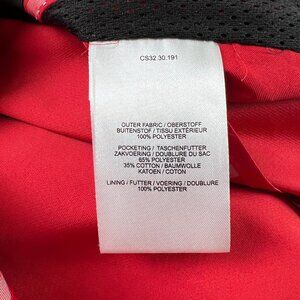 CS32.30.191
OUTER FABRIC / OBERSTOFF
BUITENSTOF / TISSU EXTÉRIEUR
100% POLYESTER
POCKETING / TASCHENFUTTER
ZAKVOERING / DOUBLURE DU SAC
65% POLYESTER
35% COTTON / BAUMWOLLE
KATOEN / COTON
LINING / FUTTER / VOERING / DOUBLURE
100% POLYESTER